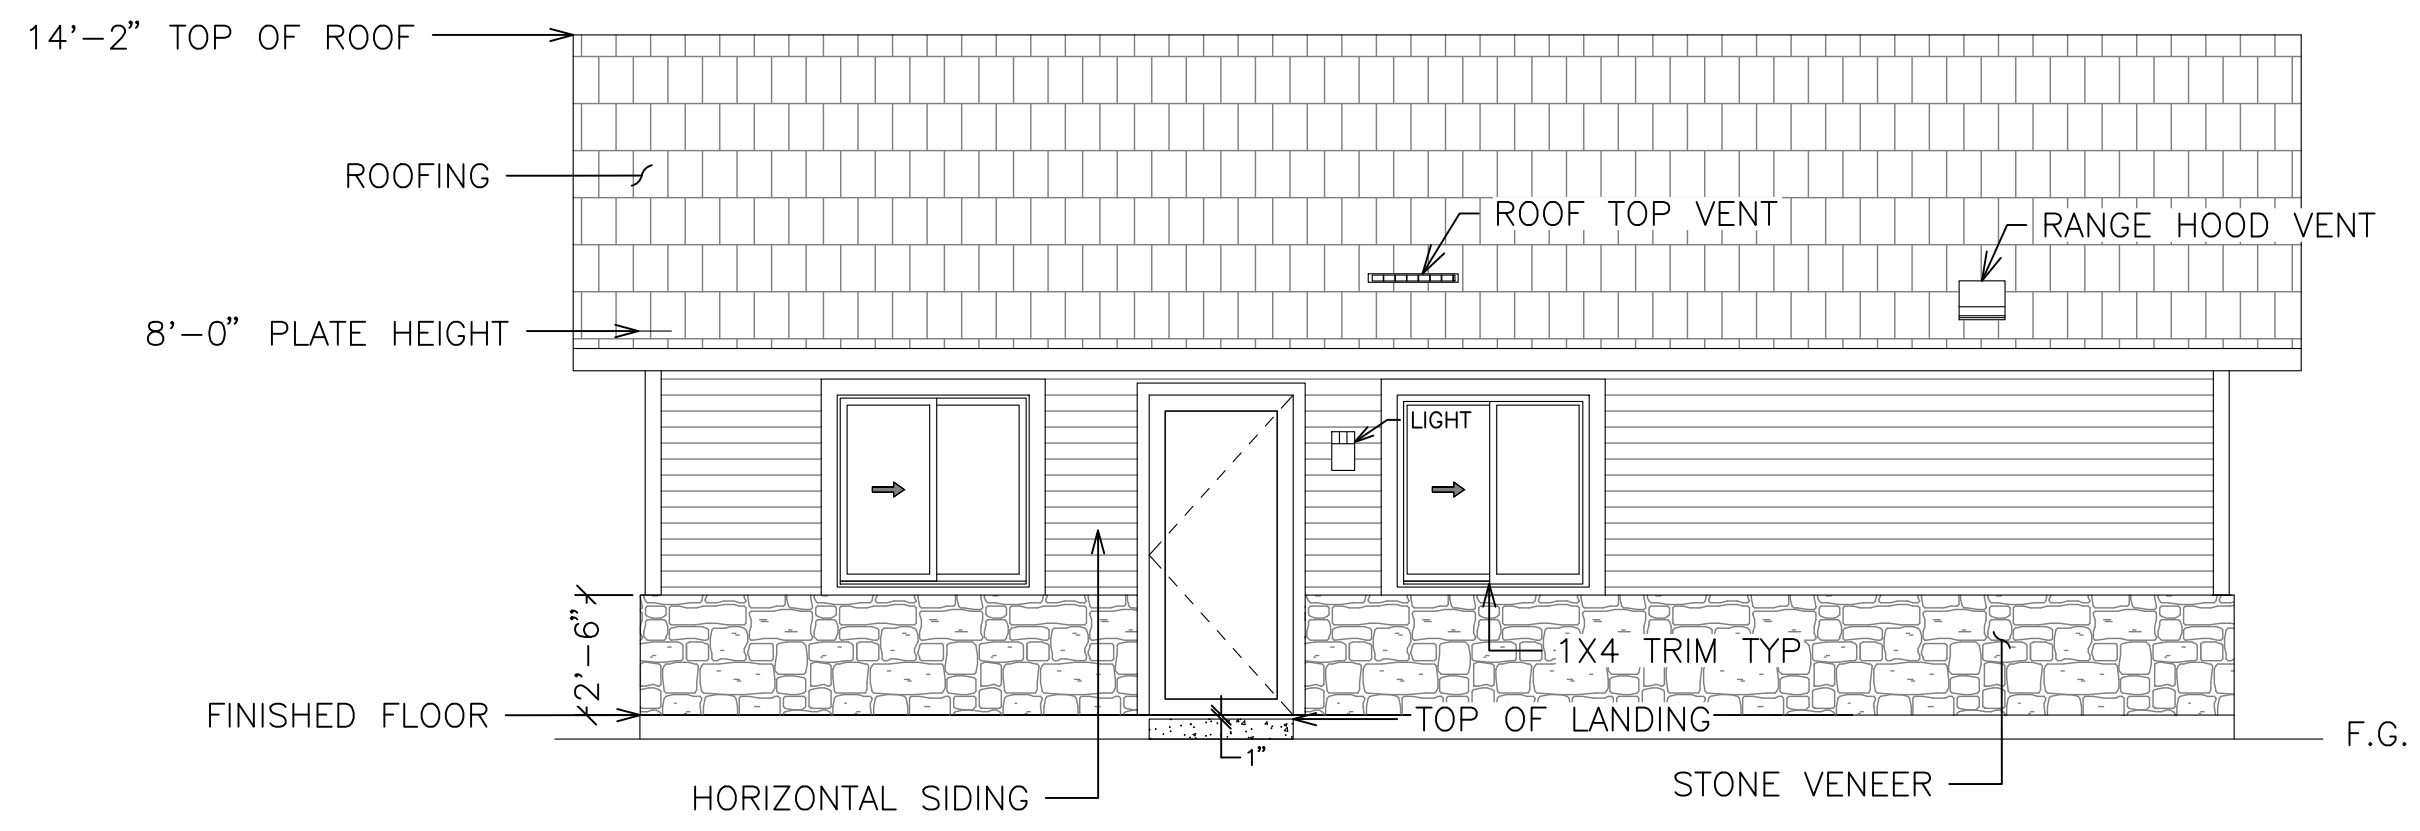 14'-2" TOP OF ROOF
ROOFING
ROOF TOP VENT
RANGE HOOD VENT
8'-0" PLATE HEIGHT
LIGHT
2'-6"
1X4 TRIM TYP
FINISHED FLOOR
TOP OF LANDING
F.G.
1"
STONE VENEER
HORIZONTAL SIDING